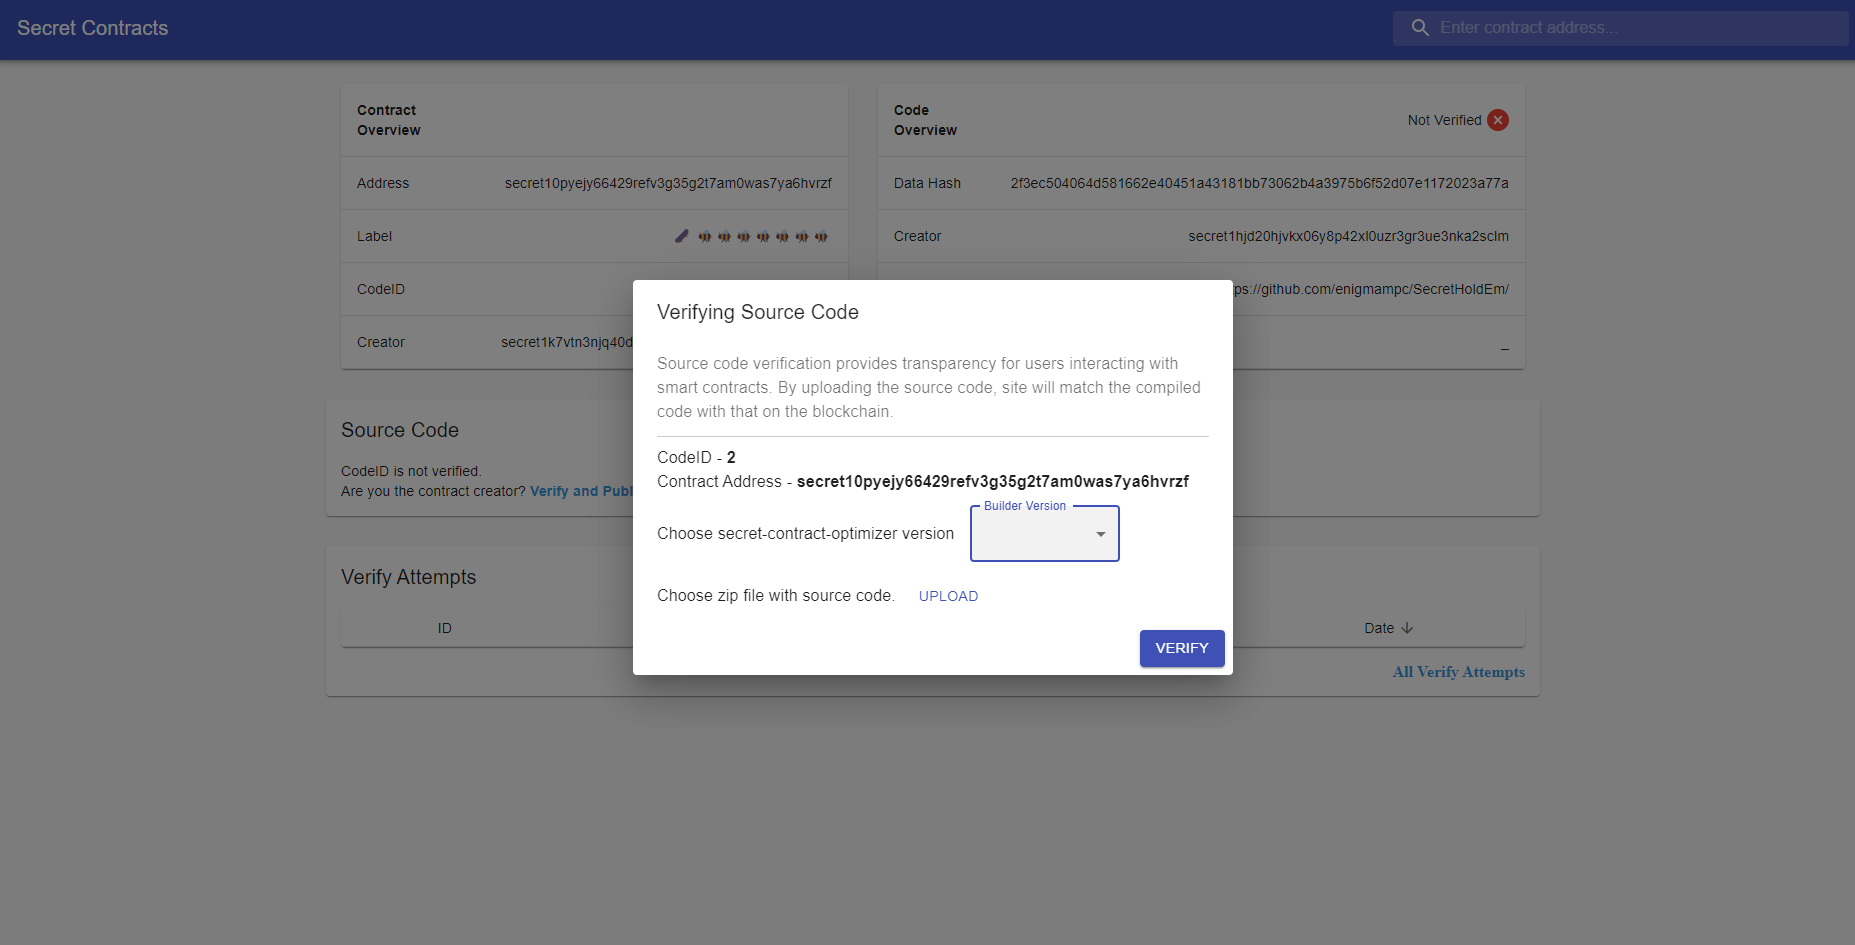 Secret Contracts
Enter contract address...
Contract
Overview
Address
secret10pyejy66429refv3g35g2t7am0was7ya6hvrzf
Label
CodeID
Creator
secret1k7vtn3njq40d
Code
Overview
Not Verified
Data Hash
2f3ec504064d581662e40451a43181bb73062b4a3975b6f52d07e1172023a77a
Creator
secret1hjd20hjvkx06y8p42xl0uzr3gr3ue3nka2sclm
ps://github.com/enigmampc/SecretHoldEm/
_
Source Code
CodeID is not verified.
Are you the contract creator? Verify and Publ
Verify Attempts
ID
Date
All Verify Attempts
Verifying Source Code
Source code verification provides transparency for users interacting with
smart contracts. By uploading the source code, site will match the compiled
code with that on the blockchain.
CodeID - 2
Contract Address - secret10pyejy66429refv3g35g2t7am0was7ya6hvrzf
Builder Version
Choose secret-contract-optimizer version
Choose zip file with source code. UPLOAD
VERIFY